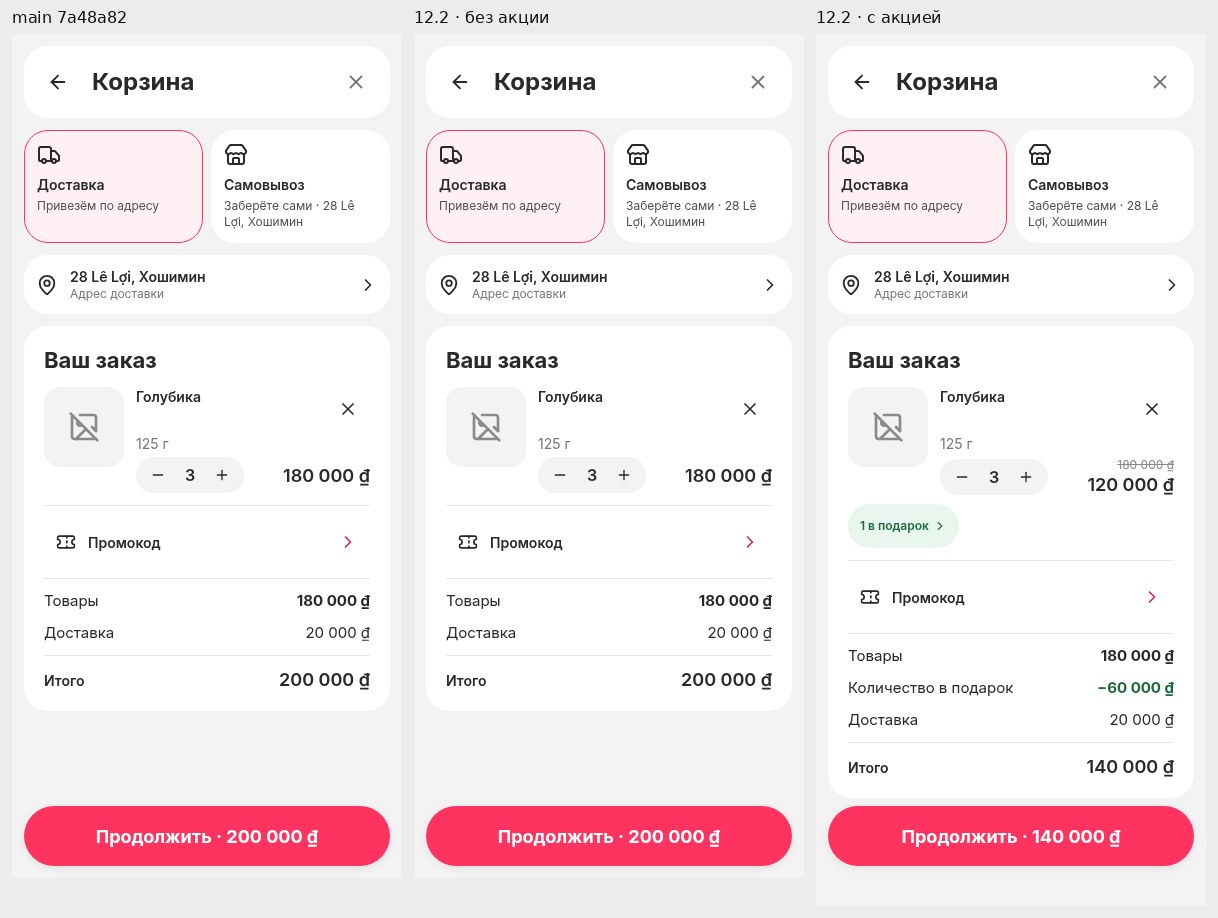 main 7a48a82
Корзина
Доставка
Привезём по адресу
Самовывоз
Заберёте сами · 28 Lê
Lợi, Хошимин
28 Lê Lợi, Хошимин
Адрес доставки
Ваш заказ
Голубика
125 г
3
180 000 ₫
Промокод
Товары 180 000 ₫
Доставка 20 000 ₫
Итого 200 000 ₫
Продолжить · 200 000 ₫
12.2 · без акции
Корзина
Доставка
Привезём по адресу
Самовывоз
Заберёте сами · 28 Lê
Lợi, Хошимин
28 Lê Lợi, Хошимин
Адрес доставки
Ваш заказ
Голубика
125 г
3
180 000 ₫
Промокод
Товары 180 000 ₫
Доставка 20 000 ₫
Итого 200 000 ₫
Продолжить · 200 000 ₫
12.2 · с акцией
Корзина
Доставка
Привезём по адресу
Самовывоз
Заберёте сами · 28 Lê
Lợi, Хошимин
28 Lê Lợi, Хошимин
Адрес доставки
Ваш заказ
Голубика
125 г
180 000 ₫
3
120 000 ₫
1 в подарок
Промокод
Товары 180 000 ₫
Количество в подарок −60 000 ₫
Доставка 20 000 ₫
Итого 140 000 ₫
Продолжить · 140 000 ₫